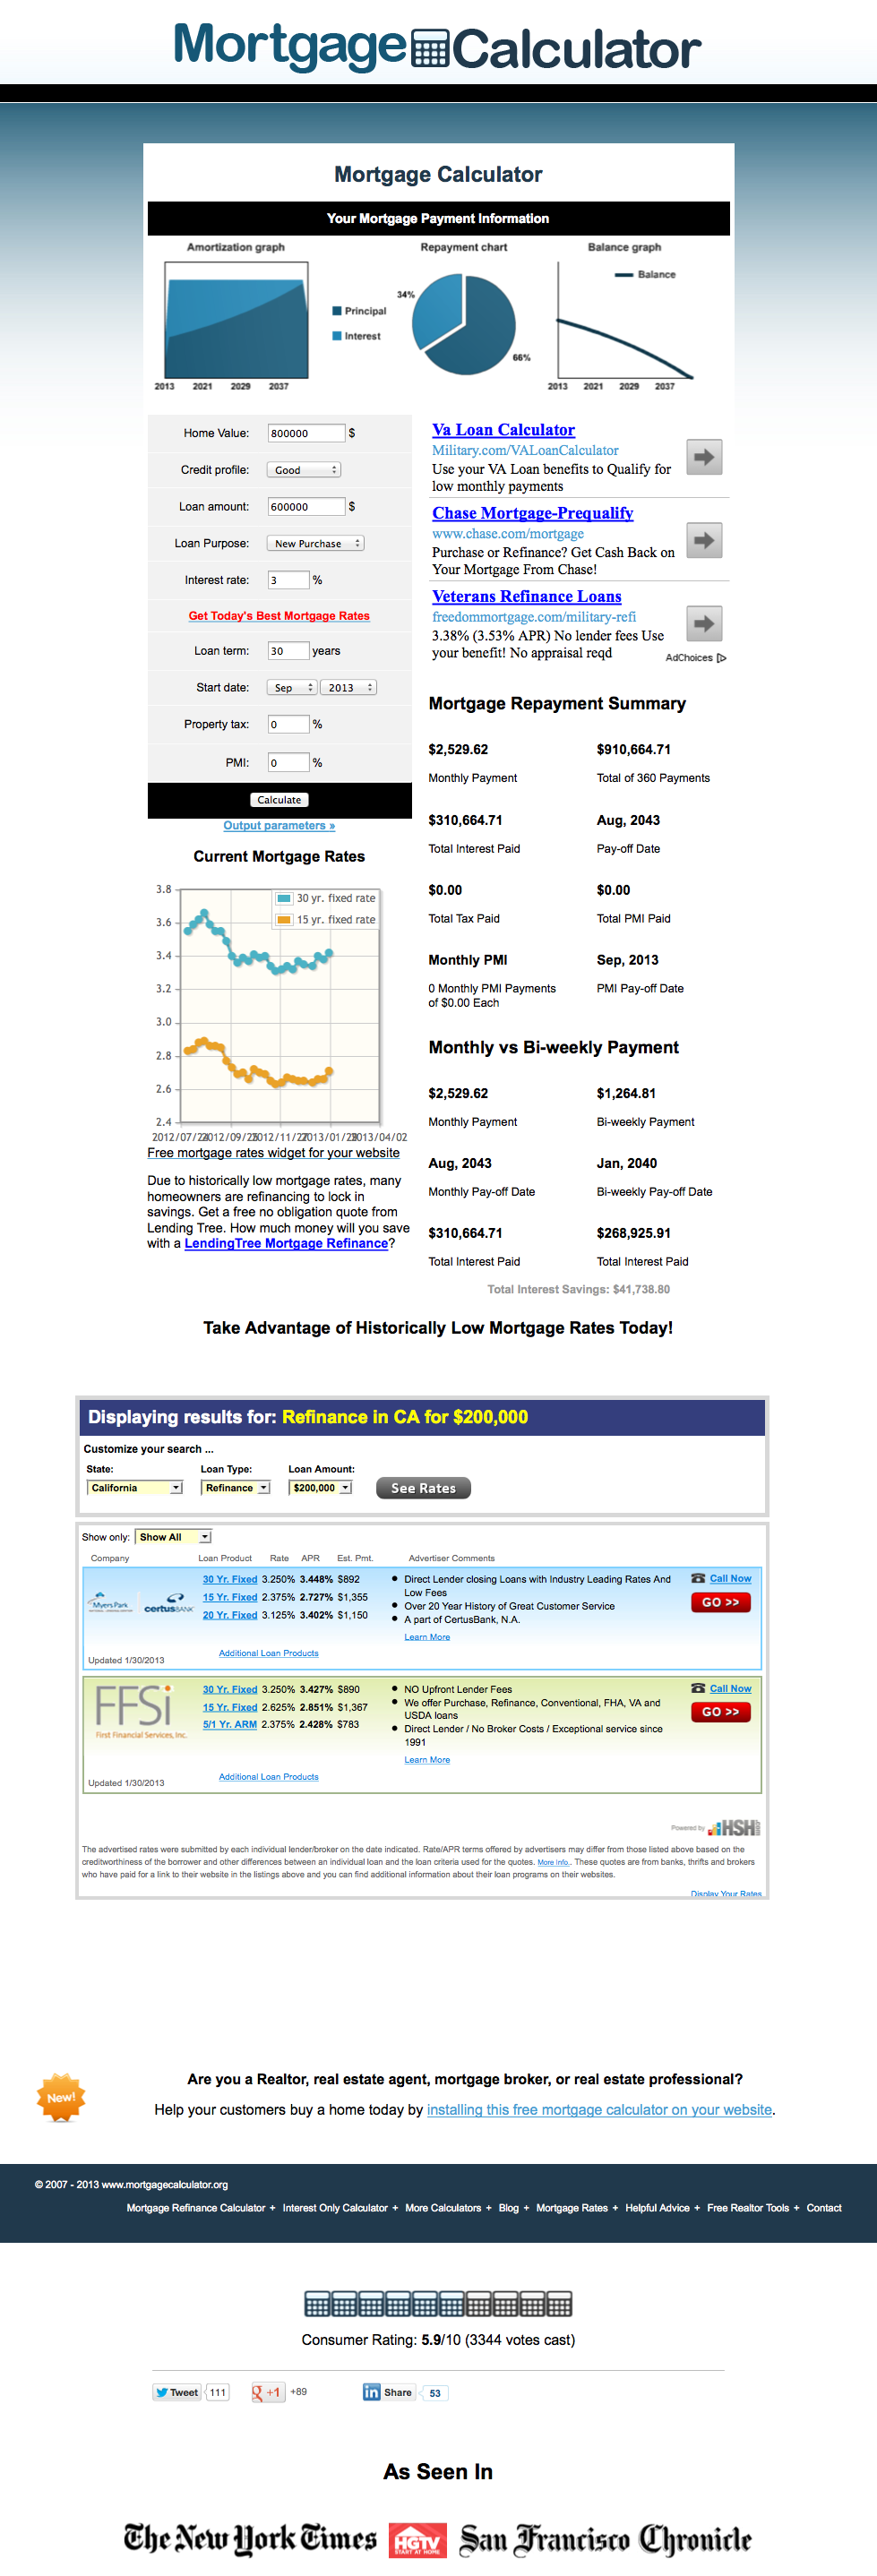 Mortgage Calculator
Mortgage Calculator
Your Mortgage Payment Information
Amortization graph
2013 2021 2029 2037
Repayment chart
Principal
Interest
34%
66%
Balance graph
Balance
2013 2021 2029 2037
Home Value: 800000 $
Credit profile: Good
Loan amount: 600000 $
Loan Purpose: New Purchase
Interest rate: 3 %
Get Today's Best Mortgage Rates
Loan term: 30 years
Start date: Sep 2013
Property tax: 0 %
PMI: 0 %
Calculate
Output parameters »
Va Loan Calculator
Military.com/VALoanCalculator
Use your VA Loan benefits to Qualify for
low monthly payments
Chase Mortgage-Prequalify
www.chase.com/mortgage
Purchase or Refinance? Get Cash Back on
Your Mortgage From Chase!
Veterans Refinance Loans
freedommortgage.com/military-refi
3.38% (3.53% APR) No lender fees Use
your benefit! No appraisal reqd
AdChoices
Current Mortgage Rates
30 yr. fixed rate
15 yr. fixed rate
3.8
3.6
3.4
3.2
3.0
2.8
2.6
2.4
2012/07/24 2012/09/25 2012/11/27 2013/01/29 2013/04/02
Free mortgage rates widget for your website
Due to historically low mortgage rates, many
homeowners are refinancing to lock in
savings. Get a free no obligation quote from
Lending Tree. How much money will you save
with a LendingTree Mortgage Refinance?
Mortgage Repayment Summary
$2,529.62 $910,664.71
Monthly Payment Total of 360 Payments
$310,664.71 Aug, 2043
Total Interest Paid Pay-off Date
$0.00 $0.00
Total Tax Paid Total PMI Paid
Monthly PMI Sep, 2013
0 Monthly PMI Payments PMI Pay-off Date
of $0.00 Each
Monthly vs Bi-weekly Payment
$2,529.62 $1,264.81
Monthly Payment Bi-weekly Payment
Aug, 2043 Jan, 2040
Monthly Pay-off Date Bi-weekly Pay-off Date
$310,664.71 $268,925.91
Total Interest Paid Total Interest Paid
Total Interest Savings: $41,738.80
Take Advantage of Historically Low Mortgage Rates Today!
Displaying results for: Refinance in CA for $200,000
Customize your search ...
State: Loan Type: Loan Amount:
California Refinance $200,000 See Rates
Show only: Show All
Company Loan Product Rate APR Est. Pmt. Advertiser Comments
Myers Park
certusBANK
30 Yr. Fixed 3.250% 3.448% $892
15 Yr. Fixed 2.375% 2.727% $1,355
20 Yr. Fixed 3.125% 3.402% $1,150
Additional Loan Products
Updated 1/30/2013
Direct Lender closing Loans with Industry Leading Rates And
Low Fees
Over 20 Year History of Great Customer Service
A part of CertusBank, N.A.
Learn More
Call Now
GO >>
FFSi
First Financial Services, Inc.
30 Yr. Fixed 3.250% 3.427% $890
15 Yr. Fixed 2.625% 2.851% $1,367
5/1 Yr. ARM 2.375% 2.428% $783
Additional Loan Products
Updated 1/30/2013
NO Upfront Lender Fees
We offer Purchase, Refinance, Conventional, FHA, VA and
USDA loans
Direct Lender / No Broker Costs / Exceptional service since
1991
Learn More
Call Now
GO >>
Powered by HSH
The advertised rates were submitted by each individual lender/broker on the date indicated. Rate/APR terms offered by advertisers may differ from those listed above based on the
creditworthiness of the borrower and other differences between an individual loan and the loan criteria used for the quotes. More Info.. These quotes are from banks, thrifts and brokers
who have paid for a link to their website in the listings above and you can find additional information about their loan programs on their websites.
Display Your Rates
New!
Are you a Realtor, real estate agent, mortgage broker, or real estate professional?
Help your customers buy a home today by installing this free mortgage calculator on your website.
© 2007 - 2013 www.mortgagecalculator.org
Mortgage Refinance Calculator + Interest Only Calculator + More Calculators + Blog + Mortgage Rates + Helpful Advice + Free Realtor Tools + Contact
Consumer Rating: 5.9/10 (3344 votes cast)
Tweet 111
g +1 +89
in Share 53
As Seen In
The New York Times
HGTV
START AT HOME
San Francisco Chronicle